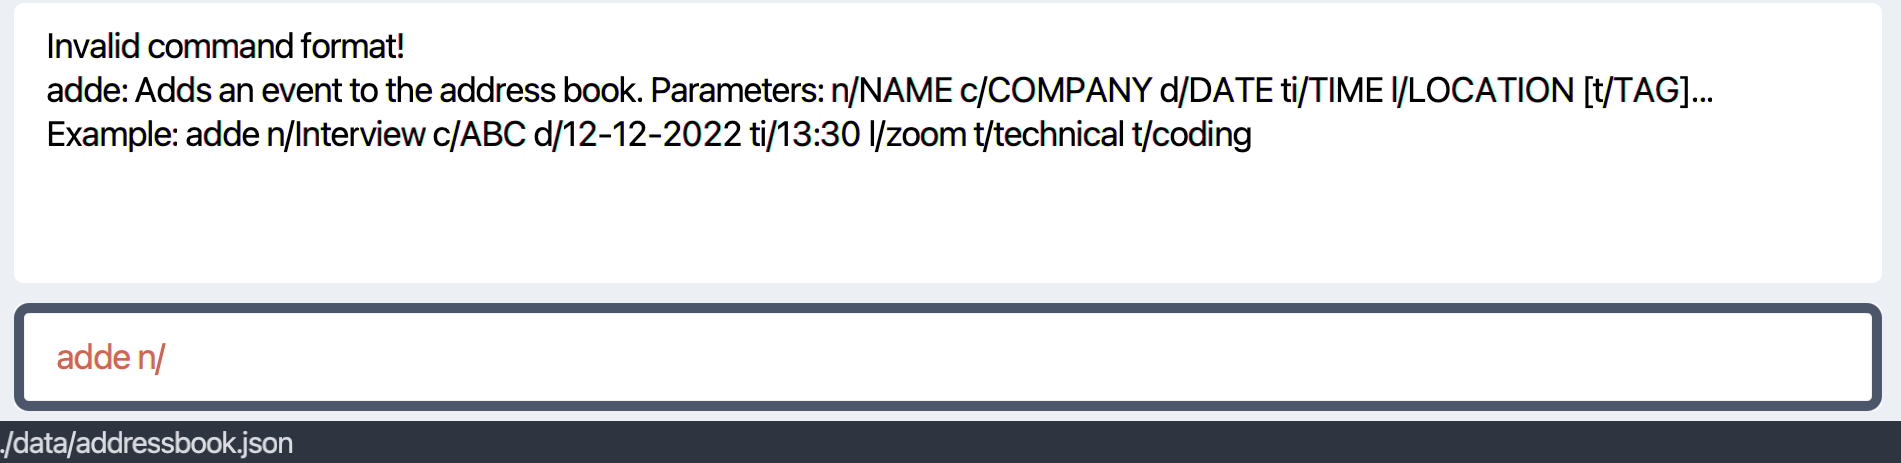 Invalid command format!
adde: Adds an event to the address book. Parameters: n/NAME c/COMPANY d/DATE ti/TIME l/LOCATION [t/TAG]...
Example: adde n/Interview c/ABC d/12-12-2022 ti/13:30 l/zoom t/technical t/coding
adde n/
./data/addressbook.json